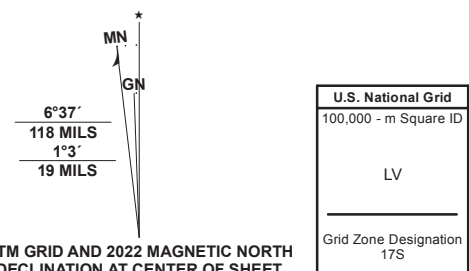 MN
GN
6°37´
118 MILS
1°3´
19 MILS
TM GRID AND 2022 MAGNETIC NORTH
DECLINATION AT CENTER OF SHEET
U.S. National Grid
100,000 - m Square ID
LV
Grid Zone Designation
17S